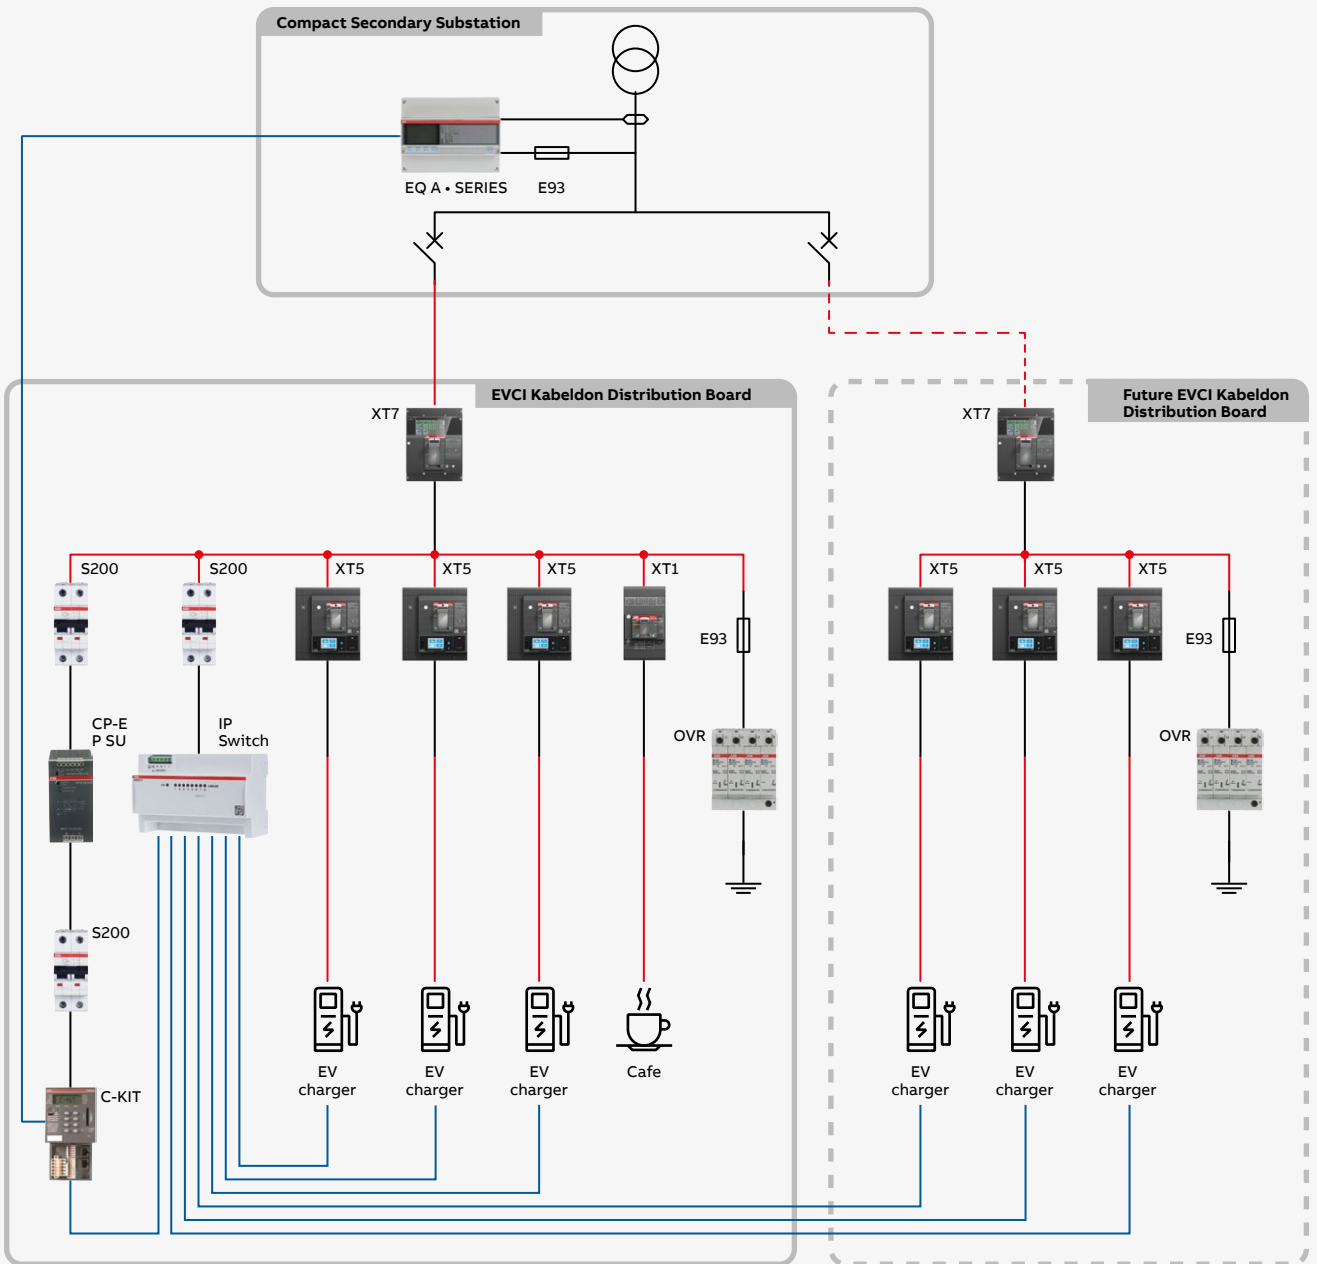 Compact Secondary Substation
EQ A • SERIES
E93
EVCI Kabeldon Distribution Board
Future EVCI Kabeldon
Distribution Board
XT7
XT7
S200
S200
XT5
XT5
XT5
XT1
XT5
XT5
XT5
E93
E93
CP-E
P SU
IP
Switch
OVR
OVR
S200
EV
charger
EV
charger
EV
charger
Cafe
EV
charger
EV
charger
EV
charger
C-KIT